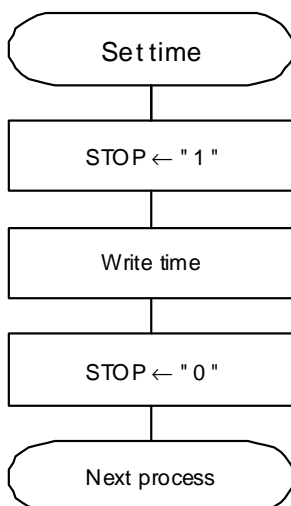 Set time
STOP ← " 1 "
Write time
STOP ← " 0 "
Next process